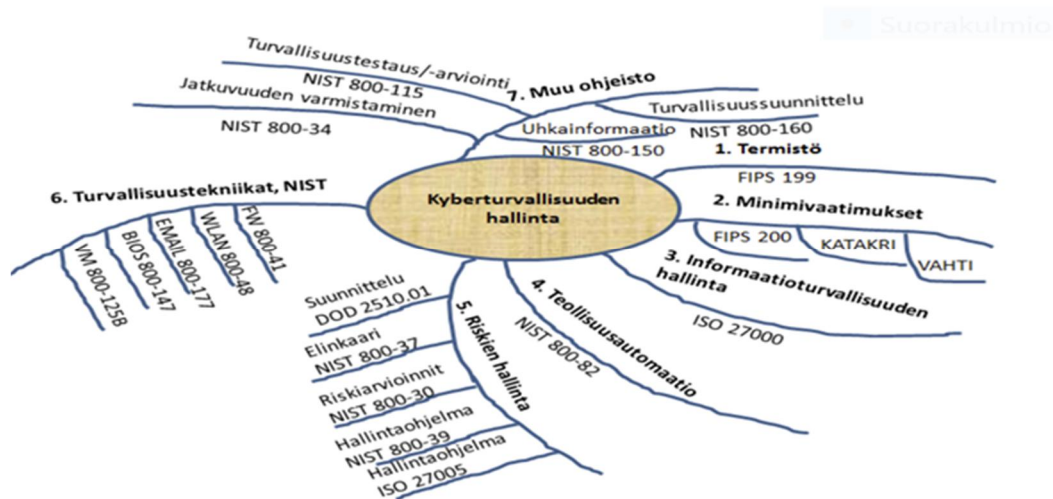 Suorakulmio
Turvallisuustestaus/-arviointi
NIST 800-115
Jatkuvuuden varmistaminen
NIST 800-34
7. Muu ohjeisto
Turvallisuussuunnittelu
NIST 800-160
Uhkainformaatio
NIST 800-150
1. Termistö
FIPS 199
2. Minimivaatimukset
FIPS 200
KATAKRI
VAHTI
3. Informaatioturvallisuuden
hallinta
ISO 27000
4. Teollisuusautomaatio
NIST 800-82
5. Riskien hallinta
Suunnittelu
DOD 2510.01
Elinkaari
NIST 800-37
Riskiarvioinnit
NIST 800-30
Hallintaohjelma
NIST 800-39
Hallintaohjelma
ISO 27005
6. Turvallisuustekniikat, NIST
FW 800-41
WLAN 800-48
EMAIL 800-177
BIOS 800-147
VM 800-125B
Kyberturvallisuuden
hallinta